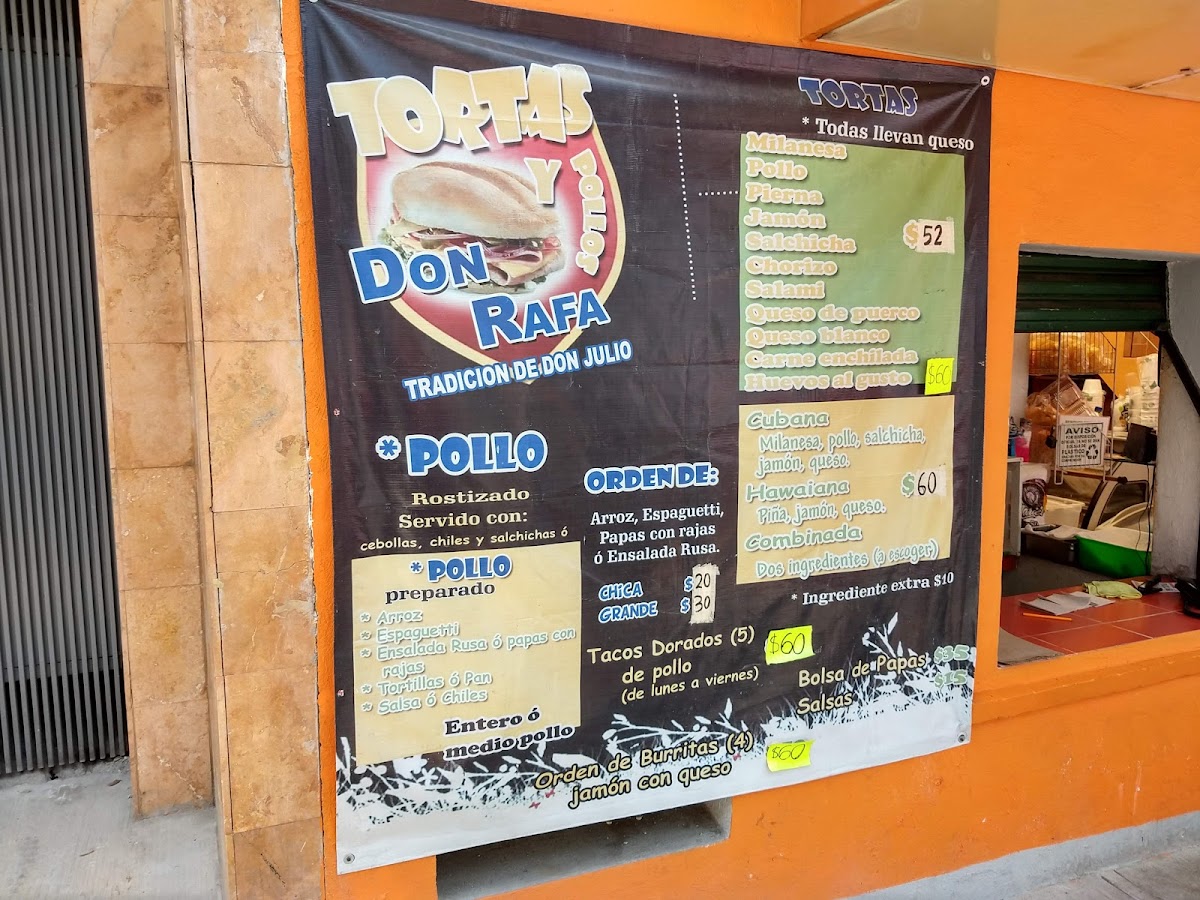 TORTAS
Y
POLLOS
DON
RAFA
TRADICION DE DON JULIO
* POLLO
Rostizado
Servido con:
cebollas, chiles y salchichas ó
* POLLO
preparado
* Arroz
* Espaguetti
* Ensalada Rusa ó papas con
rajas
* Tortillas ó Pan
* Salsa ó Chiles
Entero ó
medio pollo
ORDEN DE:
Arroz, Espaguetti,
Papas con rajas
ó Ensalada Rusa.
CHiCA $20
GRANDE $30
Tacos Dorados (5) $60
de pollo
(de lunes a viernes)
Orden de Burritas (4) $60
jamón con queso
TORTAS
* Todas llevan queso
Milanesa
Pollo
Pierna
Jamón
Salchicha $52
Chorizo
Salami
Queso de puerco
Queso blanco
Carne enchilada
Huevos al gusto $60
Cubana
Milanesa, pollo, salchicha,
jamón, queso.
Hawaiana $60
Piña, jamón, queso.
Combinada
Dos ingredientes (a escoger)
* Ingrediente extra $10
Bolsa de Papas $35
Salsas $15
AVISO